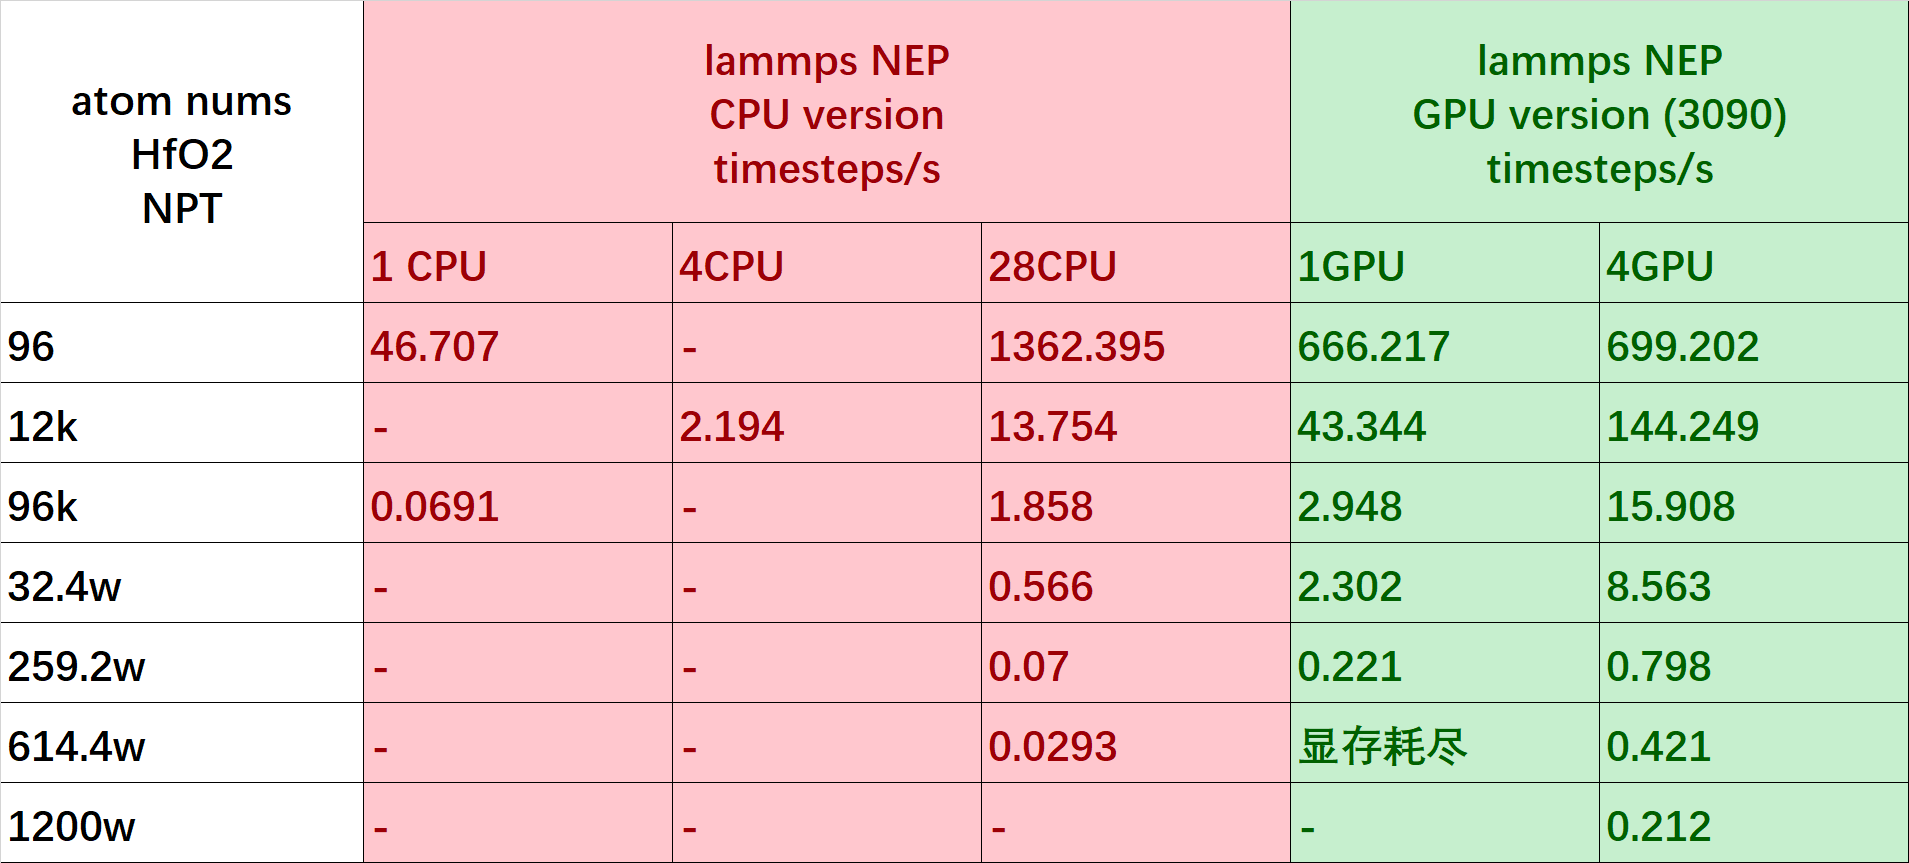 atom nums
HfO2
NPT
lammps NEP
CPU version
timesteps/s
lammps NEP
GPU version (3090)
timesteps/s
1 CPU
4CPU
28CPU
1GPU
4GPU
96
46.707
-
1362.395
666.217
699.202
12k
-
2.194
13.754
43.344
144.249
96k
0.0691
-
1.858
2.948
15.908
32.4w
-
-
0.566
2.302
8.563
259.2w
-
-
0.07
0.221
0.798
614.4w
-
-
0.0293
显存耗尽
0.421
1200w
-
-
-
-
0.212